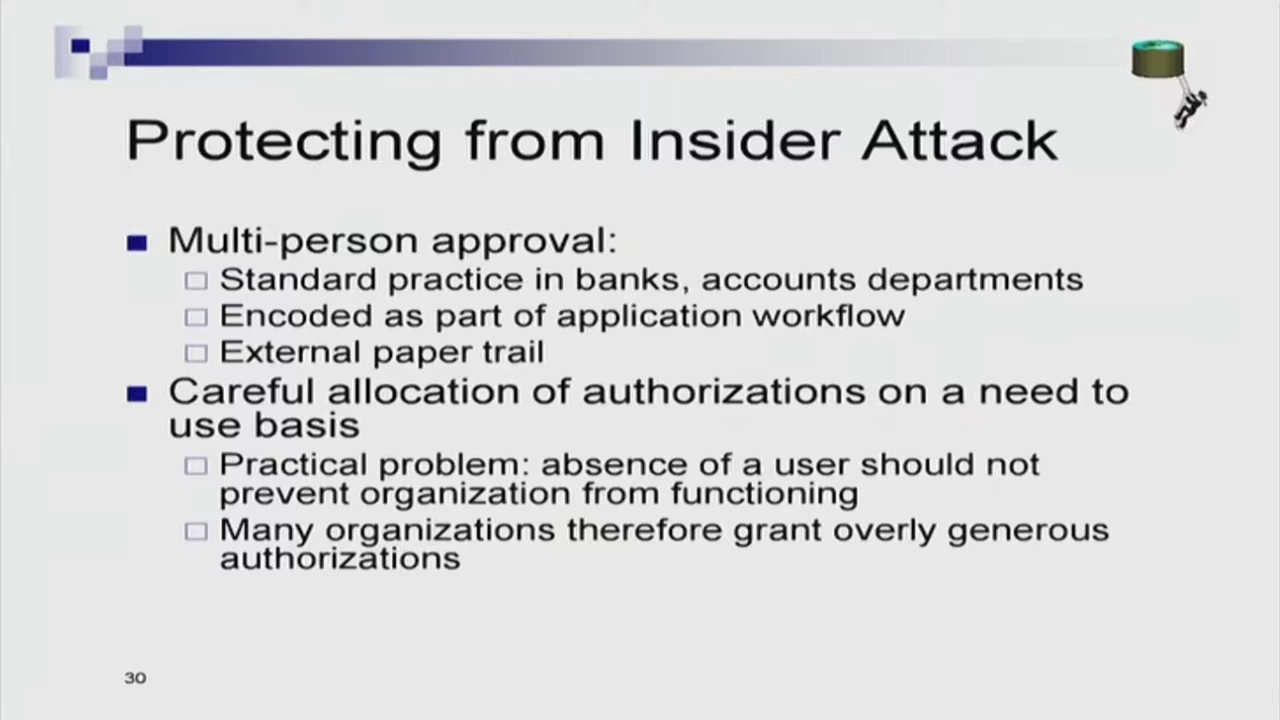 Protecting from Insider Attack
Multi-person approval:
Standard practice in banks, accounts departments
Encoded as part of application workflow
External paper trail
Careful allocation of authorizations on a need to
use basis
Practical problem: absence of a user should not
prevent organization from functioning
Many organizations therefore grant overly generous
authorizations
30